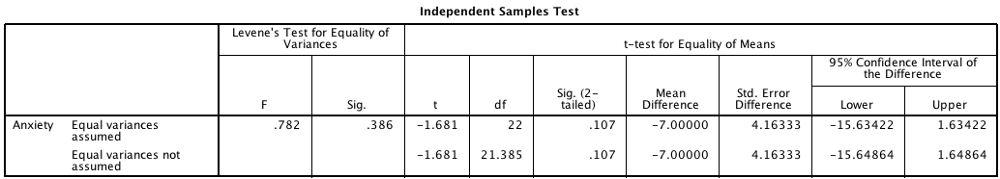 Independent Samples Test
Levene's Test for Equality of
Variances
t-test for Equality of Means
95% Confidence Interval of
the Difference
F Sig. t df Sig. (2-
tailed) Mean
Difference Std. Error
Difference Lower Upper
Anxiety Equal variances
assumed .782 .386 -1.681 22 .107 -7.00000 4.16333 -15.63422 1.63422
Equal variances not
assumed -1.681 21.385 .107 -7.00000 4.16333 -15.64864 1.64864